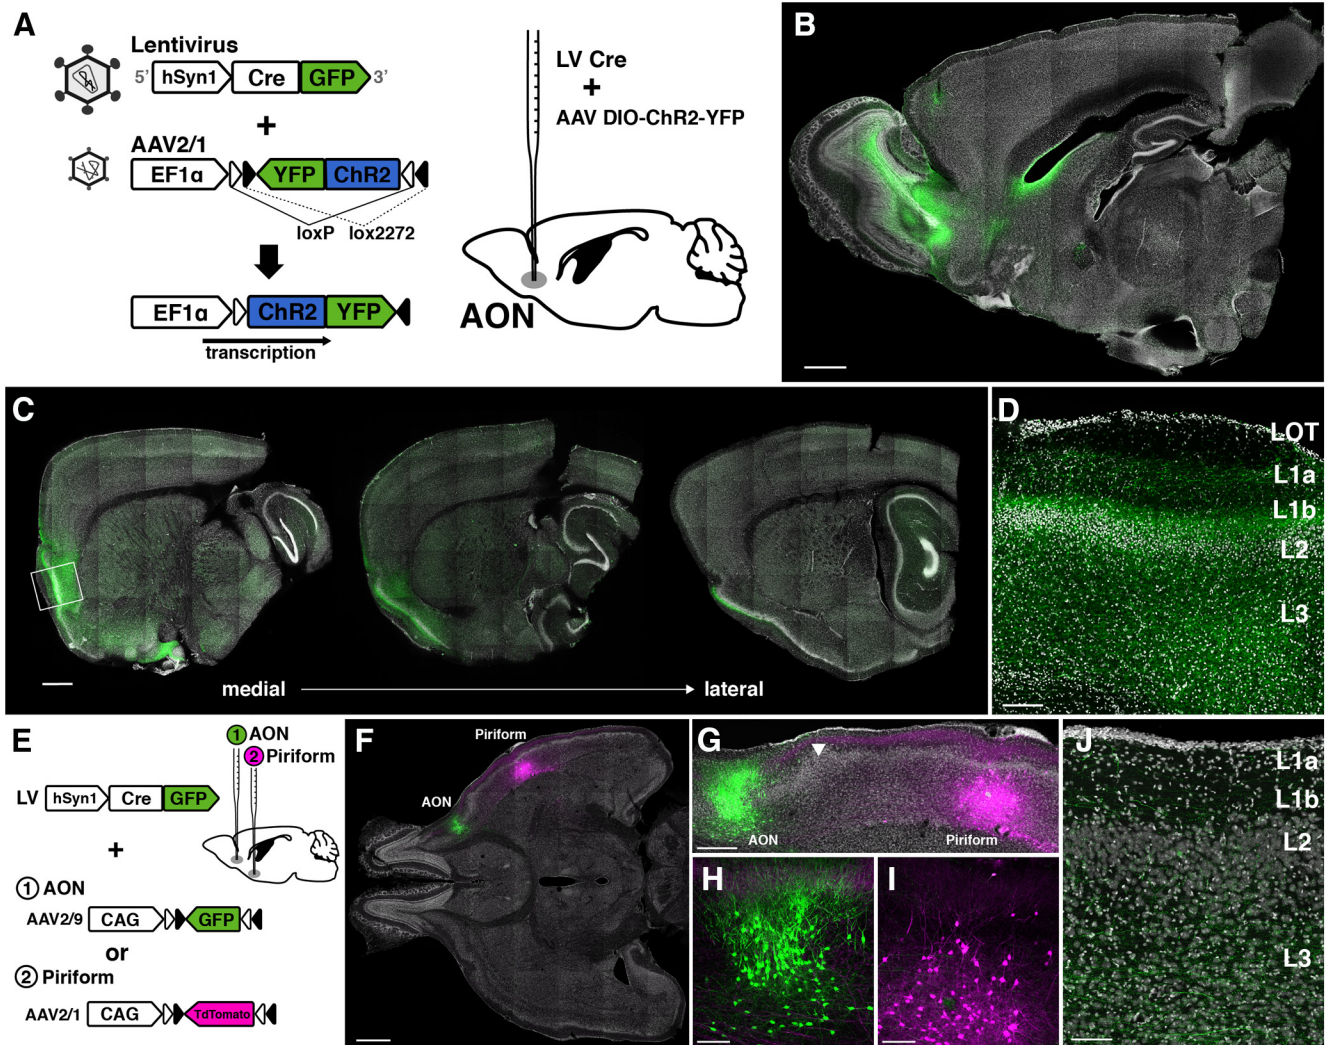 A
Lentivirus
5’ hSyn1 Cre GFP 3’
+
AAV2/1
EF1α YFP ChR2
loxP lox2272
EF1α ChR2 YFP
transcription
LV Cre
+
AAV DIO-ChR2-YFP
AON
B
C
medial lateral
D
LOT
L1a
L1b
L2
L3
E
1 AON
2 Piriform
LV hSyn1 Cre GFP
+
1 AON
AAV2/9 CAG GFP
or
2 Piriform
AAV2/1 CAG TdTomato
F
Piriform
AON
G
AON Piriform
H
I
J
L1a
L1b
L2
L3